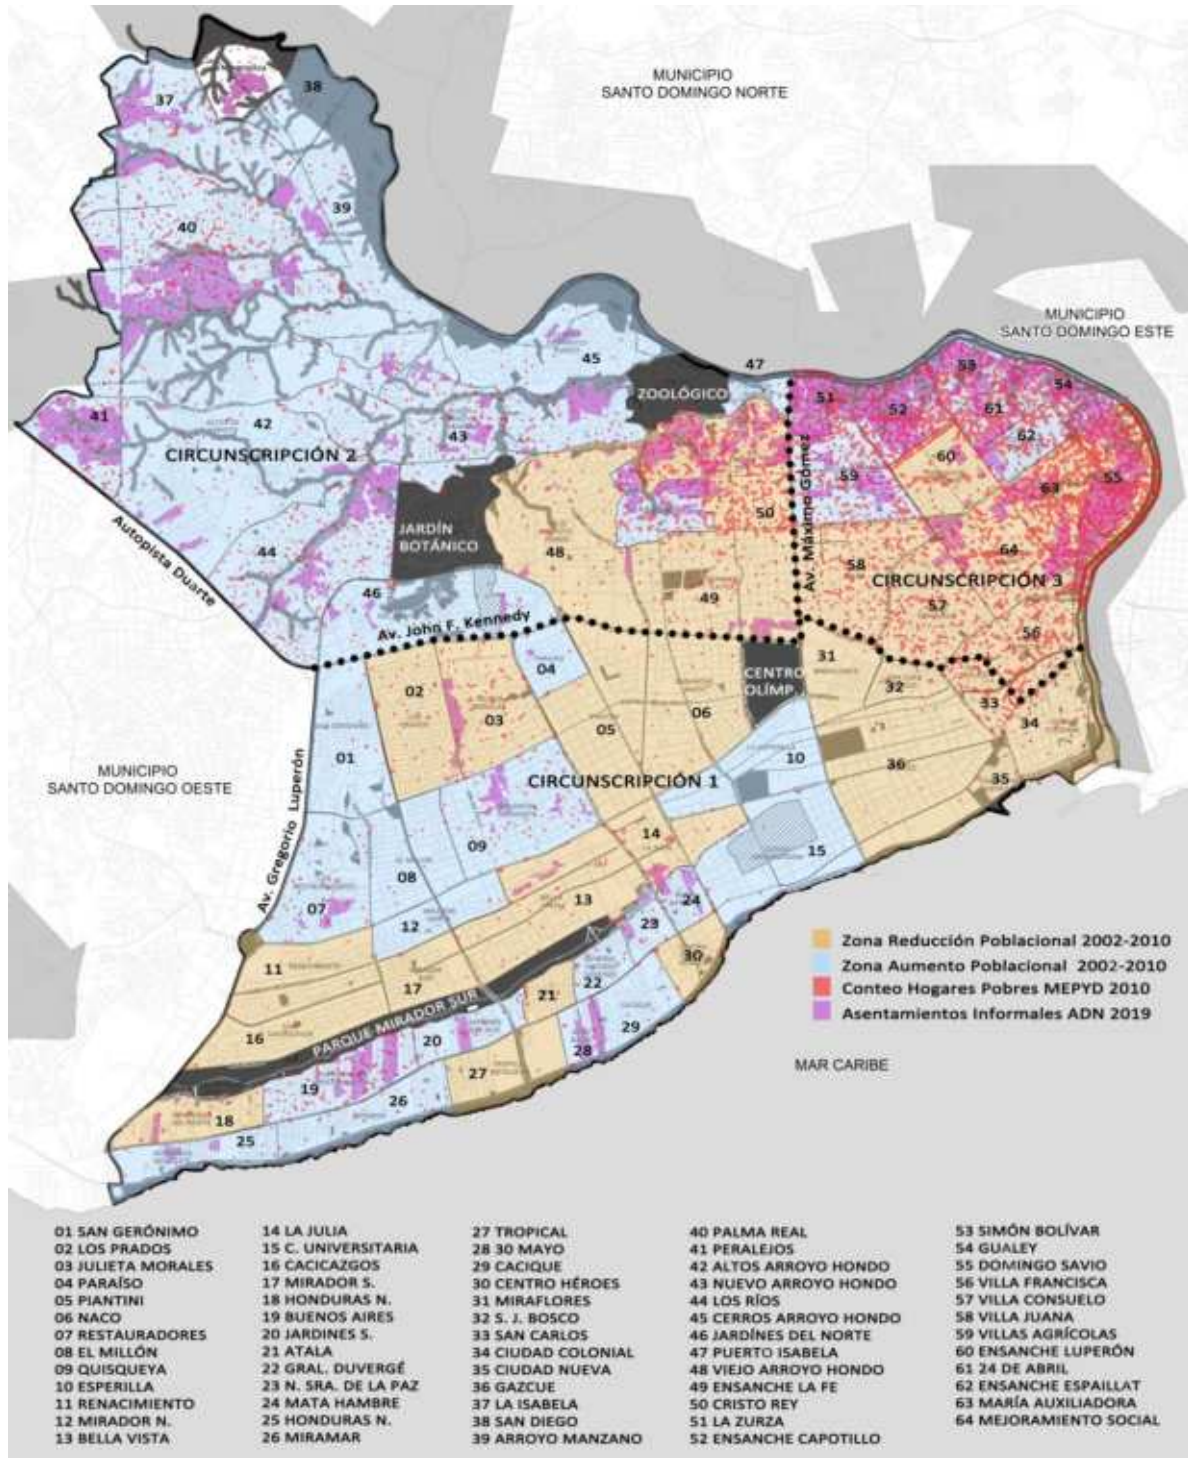 MUNICIPIO
SANTO DOMINGO NORTE
38
37
39
40
MUNICIPIO
SANTO DOMINGO ESTE
45
47
53
54
ZOOLÓGICO
51
52
61
41
42
43
62
CIRCUNSCRIPCIÓN 2
60
59
55
63
Av. Máximo Gómez
50
JARDÍN
BOTÁNICO
Autopista Duarte
44
48
64
58
CIRCUNSCRIPCIÓN 3
46
49
57
Av. John F. Kennedy
56
04
31
CENTRO
OLÍMP.
02
32
03
33
06
34
05
01
10
36
35
MUNICIPIO
SANTO DOMINGO OESTE
CIRCUNSCRIPCIÓN 1
Av. Gregorio Luperón
14
09
15
08
13
24
07
23
12
Zona Reducción Poblacional 2002-2010
Zona Aumento Poblacional 2002-2010
Conteo Hogares Pobres MEPYD 2010
Asentamientos Informales ADN 2019
30
11
22
17
21
PARQUE MIRADOR SUR
29
16
20
28
MAR CARIBE
27
19
26
18
25
01 SAN GERÓNIMO
02 LOS PRADOS
03 JULIETA MORALES
04 PARAÍSO
05 PIANTINI
06 NACO
07 RESTAURADORES
08 EL MILLÓN
09 QUISQUEYA
10 ESPERILLA
11 RENACIMIENTO
12 MIRADOR N.
13 BELLA VISTA
14 LA JULIA
15 C. UNIVERSITARIA
16 CACICAZGOS
17 MIRADOR S.
18 HONDURAS N.
19 BUENOS AIRES
20 JARDINES S.
21 ATALA
22 GRAL. DUVERGÉ
23 N. SRA. DE LA PAZ
24 MATA HAMBRE
25 HONDURAS N.
26 MIRAMAR
27 TROPICAL
28 30 MAYO
29 CACIQUE
30 CENTRO HÉROES
31 MIRAFLORES
32 S. J. BOSCO
33 SAN CARLOS
34 CIUDAD COLONIAL
35 CIUDAD NUEVA
36 GAZCUE
37 LA ISABELA
38 SAN DIEGO
39 ARROYO MANZANO
40 PALMA REAL
41 PERALEJOS
42 ALTOS ARROYO HONDO
43 NUEVO ARROYO HONDO
44 LOS RÍOS
45 CERROS ARROYO HONDO
46 JARDÍNES DEL NORTE
47 PUERTO ISABELA
48 VIEJO ARROYO HONDO
49 ENSANCHE LA FE
50 CRISTO REY
51 LA ZURZA
52 ENSANCHE CAPOTILLO
53 SIMÓN BOLÍVAR
54 GUALEY
55 DOMINGO SAVIO
56 VILLA FRANCISCA
57 VILLA CONSUELO
58 VILLA JUANA
59 VILLAS AGRÍCOLAS
60 ENSANCHE LUPERÓN
61 24 DE ABRIL
62 ENSANCHE ESPAILLAT
63 MARÍA AUXILIADORA
64 MEJORAMIENTO SOCIAL